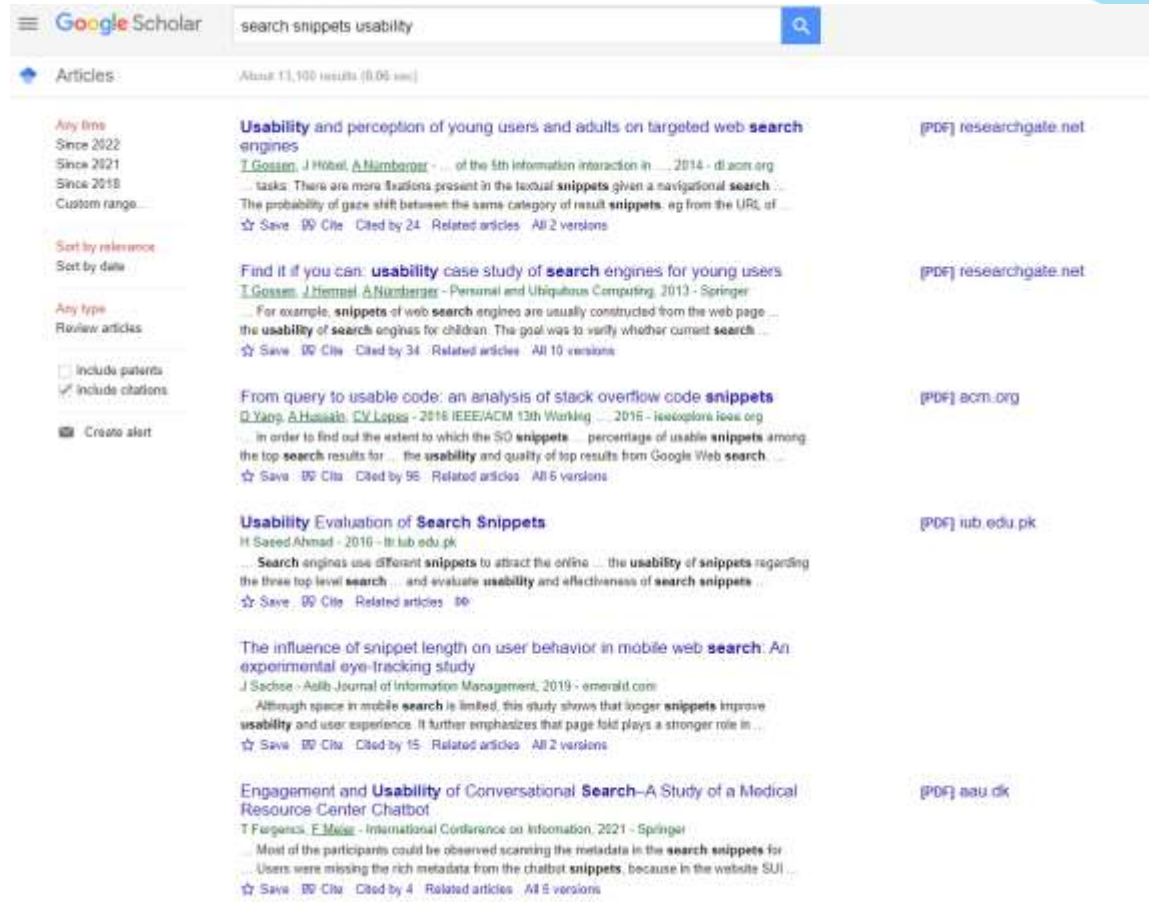 Google Scholar
search snippets usability
Articles
About 13,100 results (0.06 sec)
Any time
Since 2022
Since 2021
Since 2018
Custom range...
Sort by relevance
Sort by date
Any type
Review articles
include patents
include citations
Create alert
Usability and perception of young users and adults on targeted web search
engines
T Gossen, J Höbel, A Nürnberger - ... of the 5th information interaction in ..., 2014 - dl.acm.org
... tasks. There are more fixations present in the textual snippets given a navigational search ...
The probability of gaze shift between the same category of result snippets, eg from the URL of ...
Save Cite Cited by 24 Related articles All 2 versions
[PDF] researchgate.net
Find it if you can: usability case study of search engines for young users
T Gossen, J Hempel, A Nürnberger - Personal and Ubiquitous Computing, 2013 - Springer
... For example, snippets of web search engines are usually constructed from the web page ...
the usability of search engines for children. The goal was to verify whether current search ...
Save Cite Cited by 34 Related articles All 10 versions
[PDF] researchgate.net
From query to usable code: an analysis of stack overflow code snippets
D Yang, A Hussain, CV Lopes - 2016 IEEE/ACM 13th Working ..., 2016 - ieeexplore.ieee.org
... in order to find out the extent to which the SO snippets ... percentage of usable snippets among
the top search results for ... the usability and quality of top results from Google Web search. ...
Save Cite Cited by 96 Related articles All 6 versions
[PDF] acm.org
Usability Evaluation of Search Snippets
H Saeed Ahmad - 2016 - iub.edu.pk
... Search engines use different snippets to attract the online ... the usability of snippets regarding
the three top level search ... and evaluate usability and effectiveness of search snippets ...
Save Cite Related articles
[PDF] iub.edu.pk
The influence of snippet length on user behavior in mobile web search: An
experimental eye-tracking study
J Sachse - Aslib Journal of Information Management, 2019 - emerald.com
... Although space in mobile search is limited, this study shows that longer snippets improve
usability and user experience. It further emphasizes that page fold plays a stronger role in ...
Save Cite Cited by 15 Related articles All 2 versions
Engagement and Usability of Conversational Search–A Study of a Medical
Resource Center Chatbot
T Fergencs, F Meier - International Conference on Information, 2021 - Springer
... Most of the participants could be observed scanning the metadata in the search snippets for
... Users were missing the rich metadata from the chatbot snippets, because in the website SUI ...
Save Cite Cited by 4 Related articles All 6 versions
[PDF] aau.dk